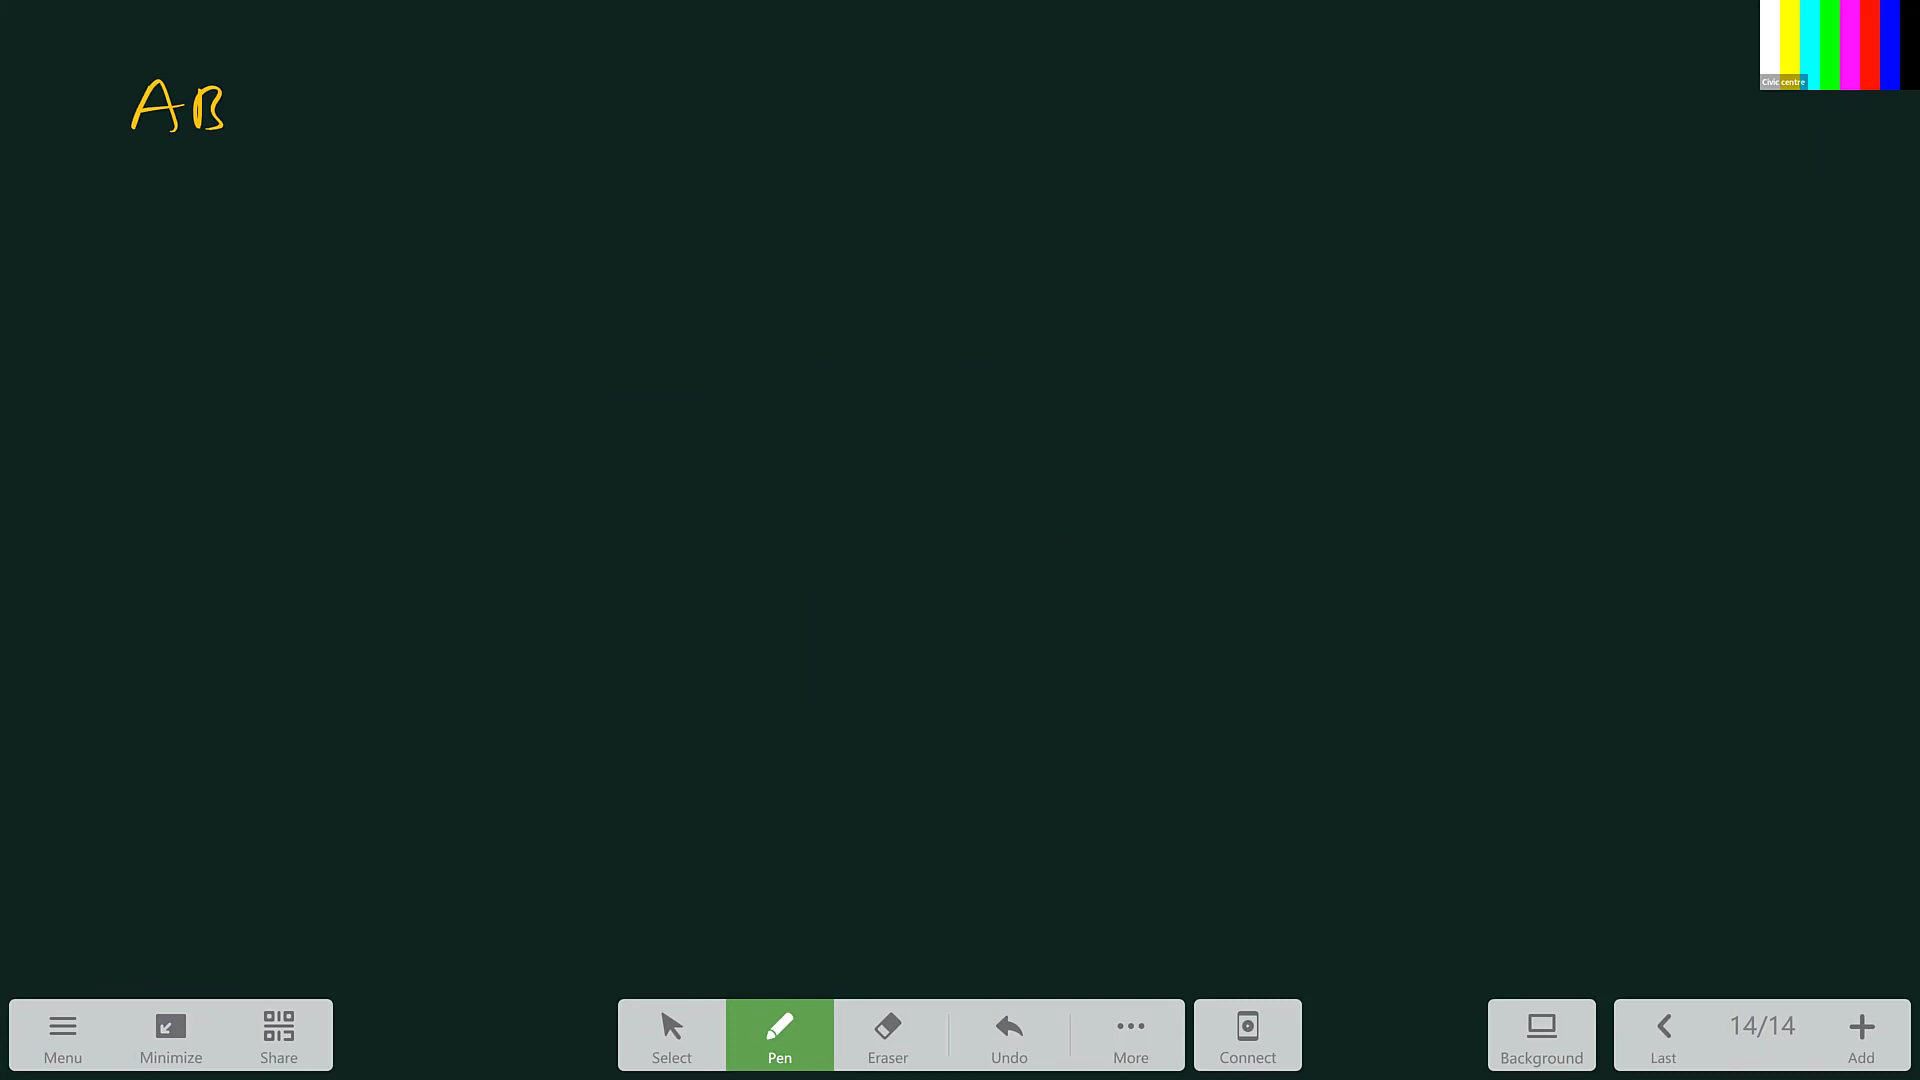 Civic centre
AB
Menu
Minimize
Share
Select
Pen
Eraser
Undo
More
Connect
Background
Last
14/14
Add